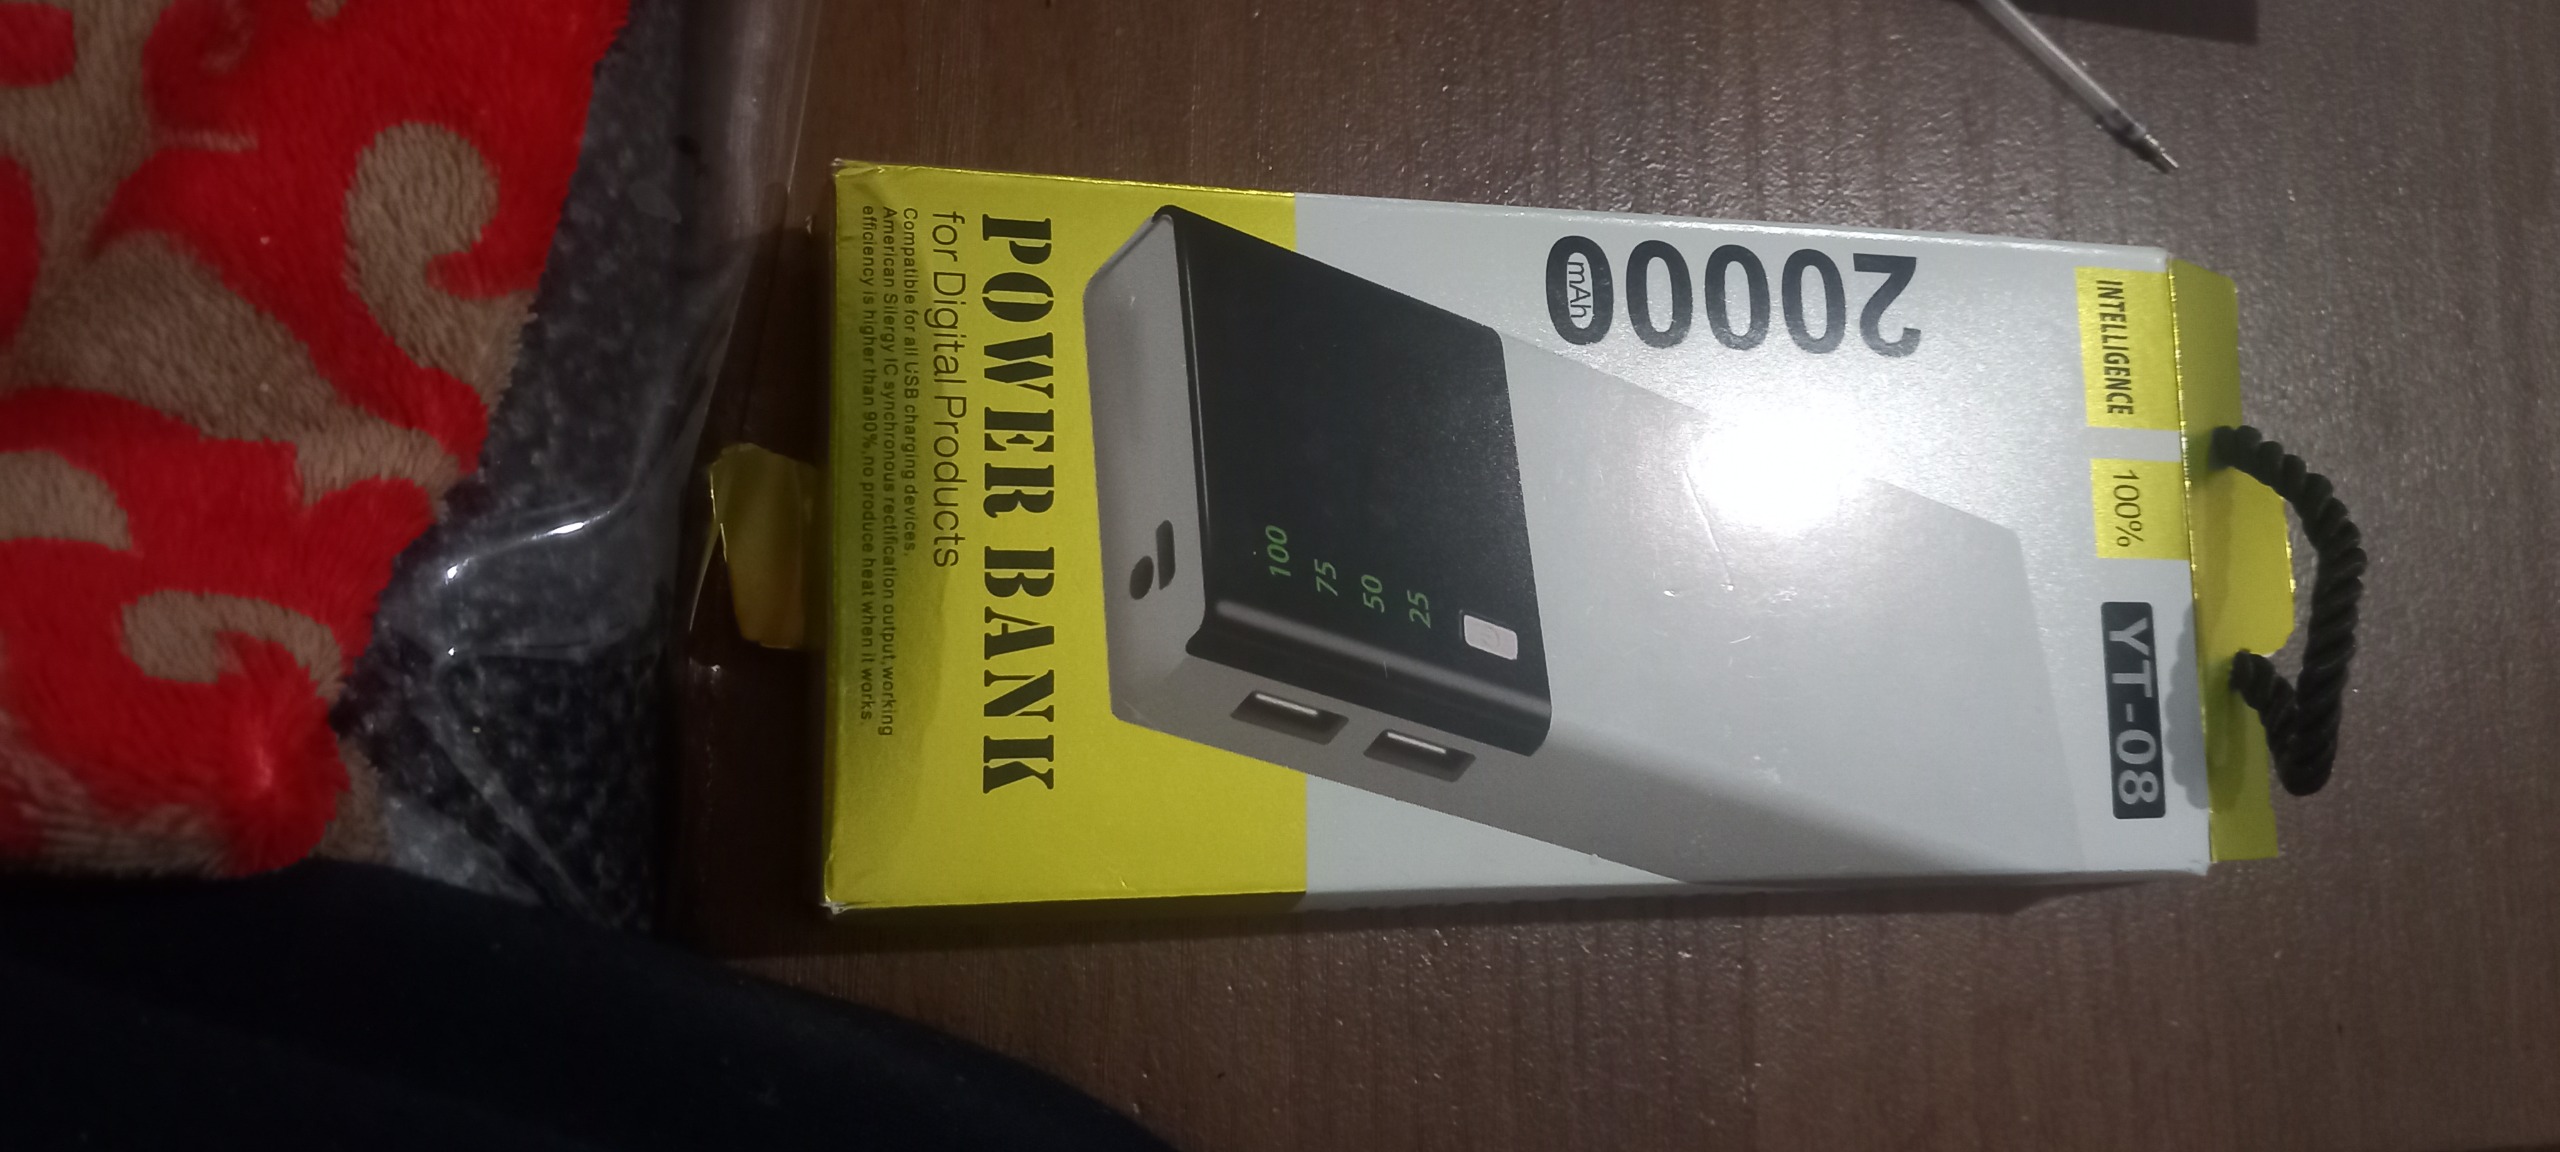 INTELLIGENCE 100% YT-08
20000
mAh
25
50
75
100
POWER BANK
for Digital Products
Compatible for all USB charging devices,
American Silergy IC synchronous rectification output,working
efficiency is higher than 90%,no produce heat when it works.